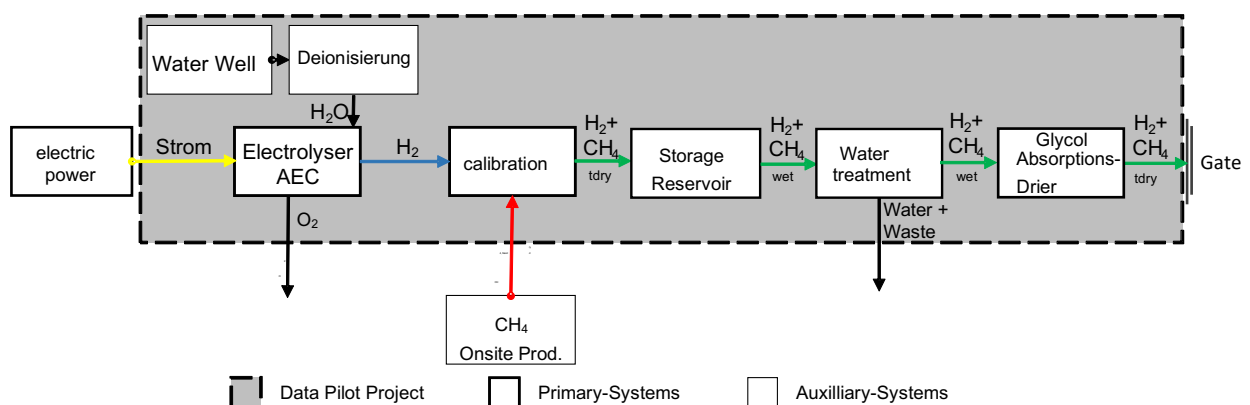 Water Well
Deionisierung
H₂O
electric
power
Strom
Electrolyser
AEC
H₂
calibration
H₂+
CH₄
tdry
Storage
Reservoir
H₂+
CH₄
wet
Water
treatment
H₂+
CH₄
wet
Glycol
Absorptions-
Drier
H₂+
CH₄
tdry
Gate
O₂
Water +
Waste
CH₄
Onsite Prod.
Data Pilot Project
Primary-Systems
Auxilliary-Systems